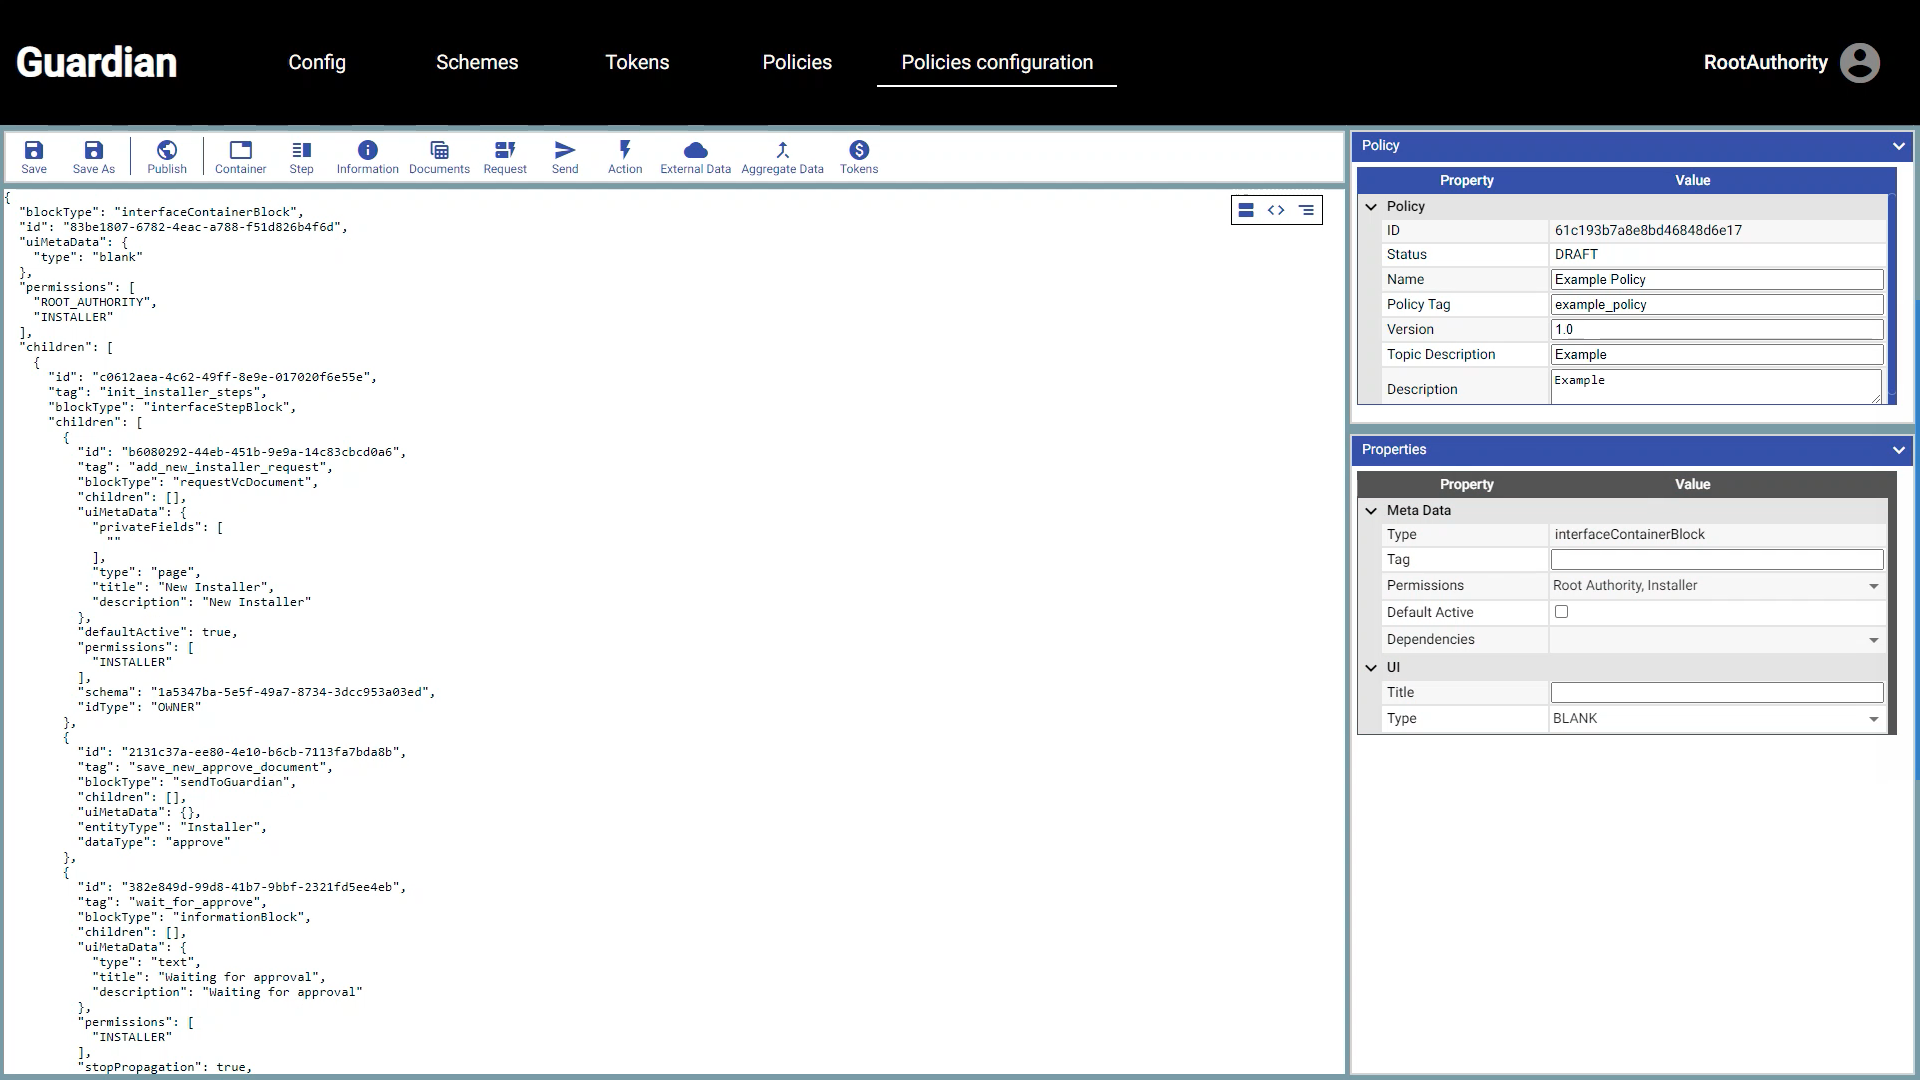 Guardian
Config
Schemes
Tokens
Policies
Policies configuration
RootAuthority
Save
Save As
Publish
Container
Step
Information
Documents
Request
Send
Action
External Data
Aggregate Data
Tokens
{
"blockType": "interfaceContainerBlock",
"id": "83be1807-6782-4eac-a788-f51d826b4f6d",
"uiMetaData": {
"type": "blank"
},
"permissions": [
"ROOT_AUTHORITY",
"INSTALLER"
],
"children": [
{
"id": "c0612aea-4c62-49ff-8e9e-017020f6e55e",
"tag": "init_installer_steps",
"blockType": "interfaceStepBlock",
"children": [
{
"id": "b6080292-44eb-451b-9e9a-14c83cbcd0a6",
"tag": "add_new_installer_request",
"blockType": "requestVcDocument",
"children": [],
"uiMetaData": {
"privateFields": [
""
],
"type": "page",
"title": "New Installer",
"description": "New Installer"
},
"defaultActive": true,
"permissions": [
"INSTALLER"
],
"schema": "1a5347ba-5e5f-49a7-8734-3dcc953a03ed",
"idType": "OWNER"
},
{
"id": "2131c37a-ee80-4e10-b6cb-7113fa7bda8b",
"tag": "save_new_approve_document",
"blockType": "sendToGuardian",
"children": [],
"uiMetaData": {},
"entityType": "Installer",
"dataType": "approve"
},
{
"id": "382e849d-99d8-41b7-9bbf-2321fd5ee4eb",
"tag": "wait_for_approve",
"blockType": "informationBlock",
"children": [],
"uiMetaData": {
"type": "text",
"title": "Waiting for approval",
"description": "Waiting for approval"
},
"permissions": [
"INSTALLER"
],
"stopPropagation": true,
Policy
Property Value
Policy
ID 61c193b7a8e8bd46848d6e17
Status DRAFT
Name Example Policy
Policy Tag example_policy
Version 1.0
Topic Description Example
Description Example
Properties
Property Value
Meta Data
Type interfaceContainerBlock
Tag
Permissions Root Authority, Installer
Default Active
Dependencies
UI
Title
Type BLANK